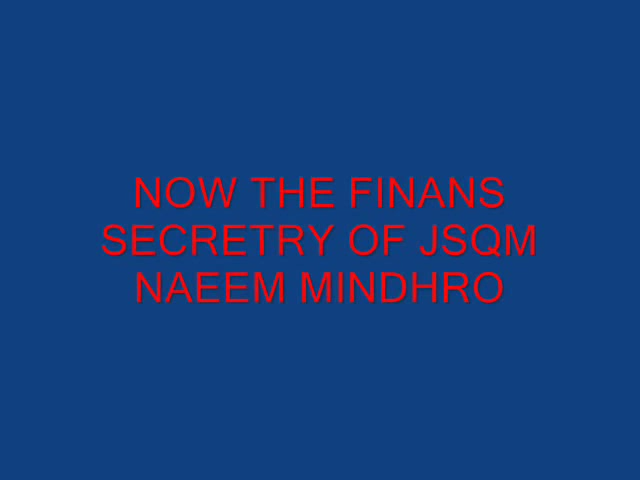 NOW THE FINANS
SECRETRY OF JSQM
NAEEM MINDHRO